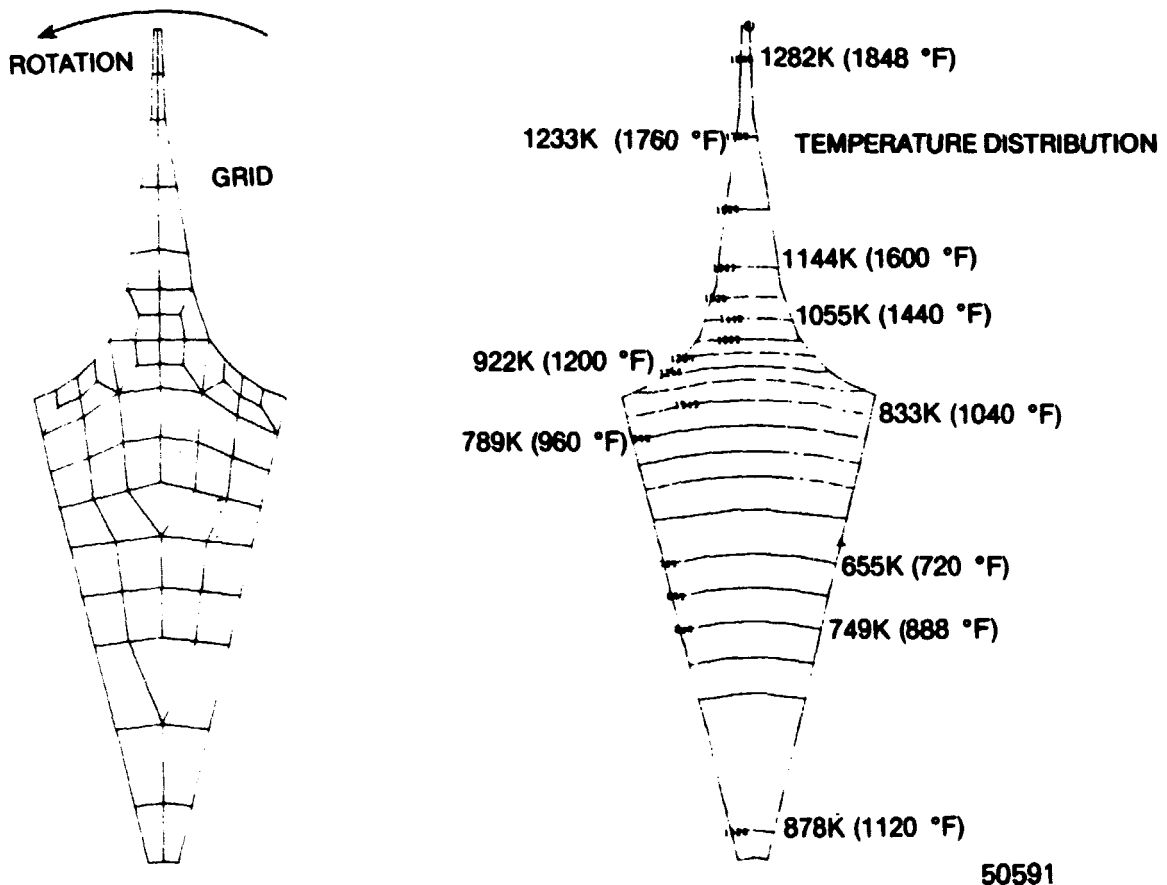 ROTATION
GRID
1282K (1848 °F)
1233K (1760 °F)
TEMPERATURE DISTRIBUTION
1144K (1600 °F)
1055K (1440 °F)
922K (1200 °F)
833K (1040 °F)
789K (960 °F)
655K (720 °F)
749K (888 °F)
878K (1120 °F)
50591